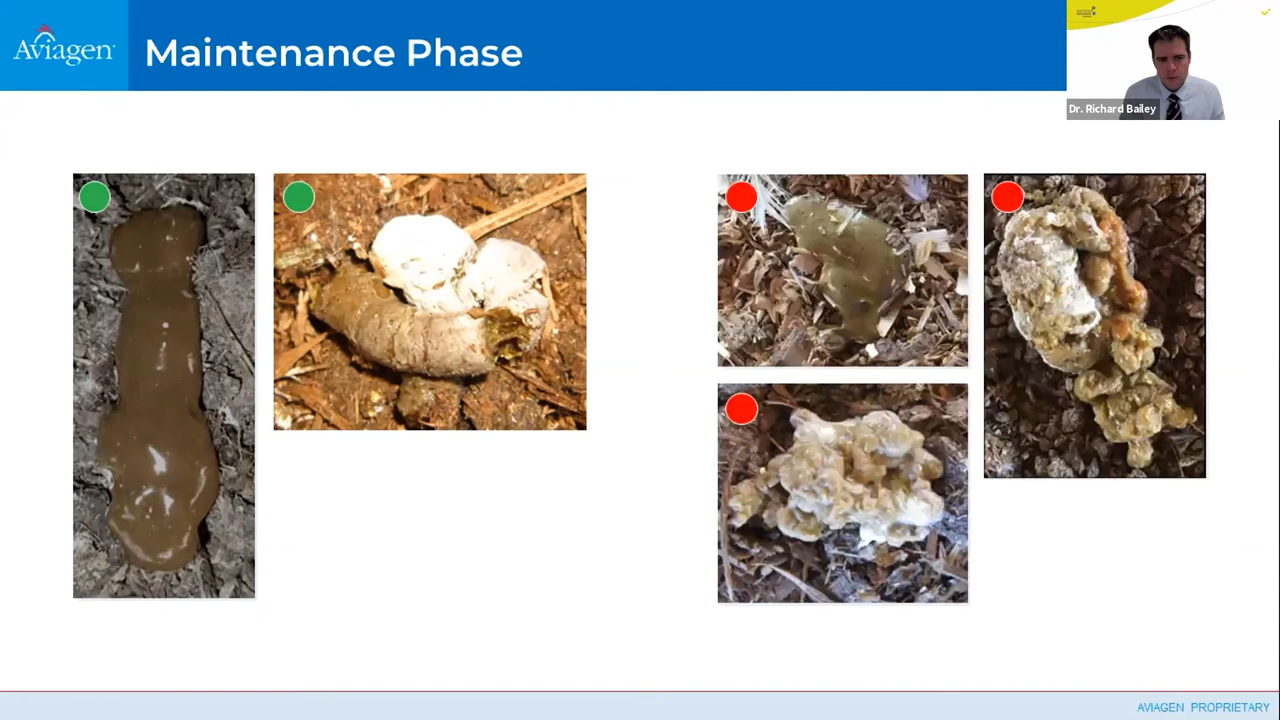 Aviagen
Maintenance Phase
Dr. Richard Bailey
AVIAGEN PROPRIETARY